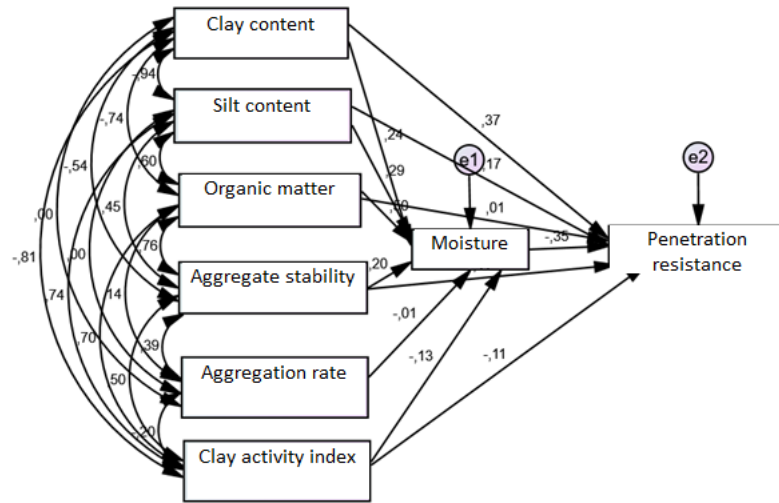 Clay content
-,94
Silt content
-,74
,37
,24
e1
e2
,17
-,54
,60
,29
Organic matter
,50
,01
,00
,45
Moisture
-,35
Penetration
resistance
-,81
,00
,76
Aggregate stability
,20
,74
,14
-,01
,70
,39
Aggregation rate
-,13
-,11
,50
-,20
Clay activity index